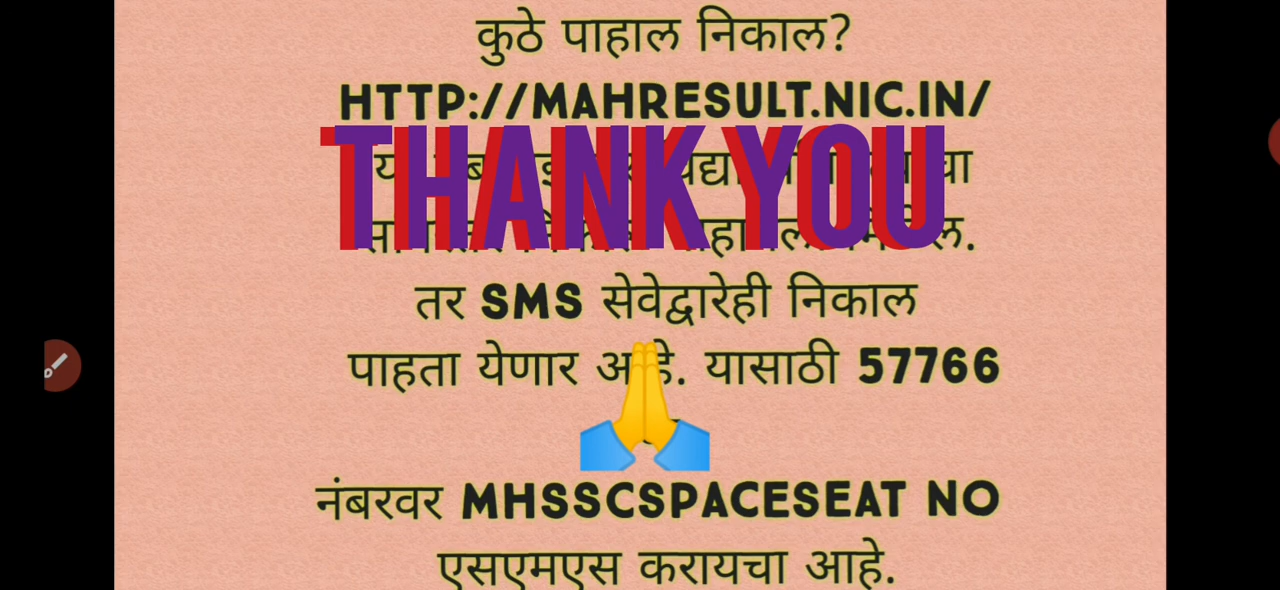 कुठे पाहाल निकाल?
HTTP://MAHRESULT.NIC.IN/
THANK YOU
तर SMS सेवेद्वारेही निकाल
पाहता येणार आहे. यासाठी 57766
नंबरवर MHSSCSPACESEAT NO
एसएमएस करायचा आहे.